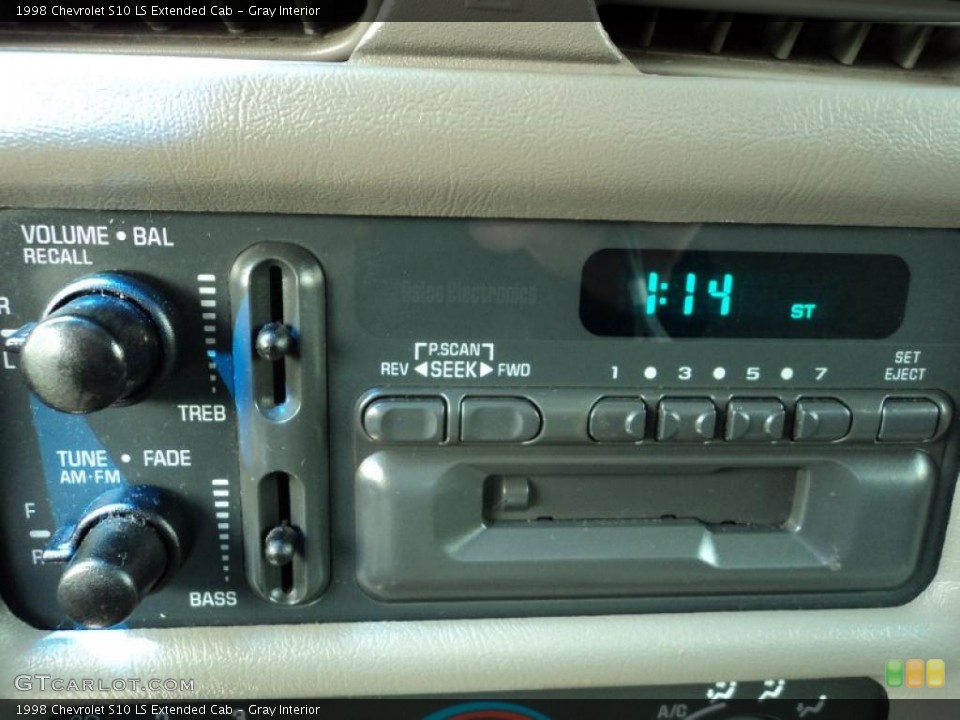 1998 Chevrolet S10 LS Extended Cab - Gray Interior
VOLUME • BAL
RECALL
R
L
TREB
TUNE • FADE
AM·FM
F
R
BASS
Delco Electronics
1:14 ST
P.SCAN
REV ◀SEEK▶ FWD
1 • 3 • 5 • 7
SET
EJECT
A/C
GTCARLOT.COM
1998 Chevrolet S10 LS Extended Cab - Gray Interior